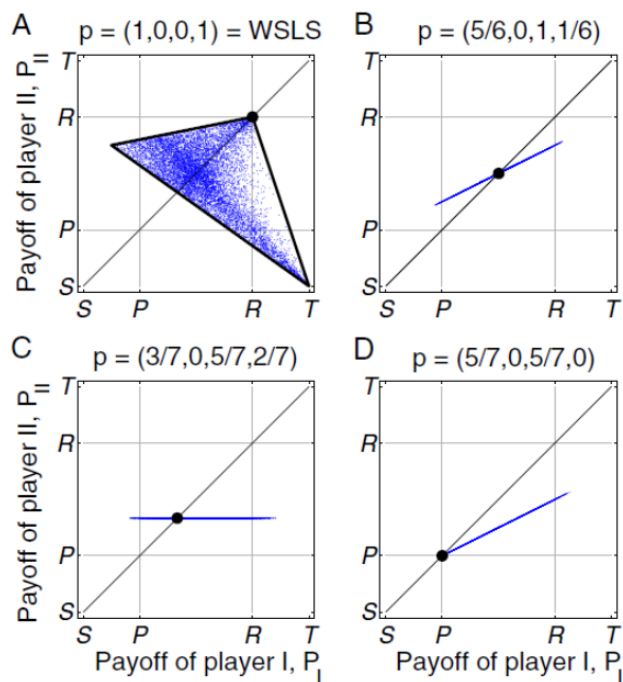 A
p = (1,0,0,1) = WSLS
Payoff of player II, P_II
T
R
P
S
S P R T
B
p = (5/6,0,1,1/6)
T
R
P
S
S P R T
C
p = (3/7,0,5/7,2/7)
Payoff of player II, P_II
T
R
P
S
S P R T
Payoff of player I, P_I
D
p = (5/7,0,5/7,0)
T
R
P
S
S P R T
Payoff of player I, P_I